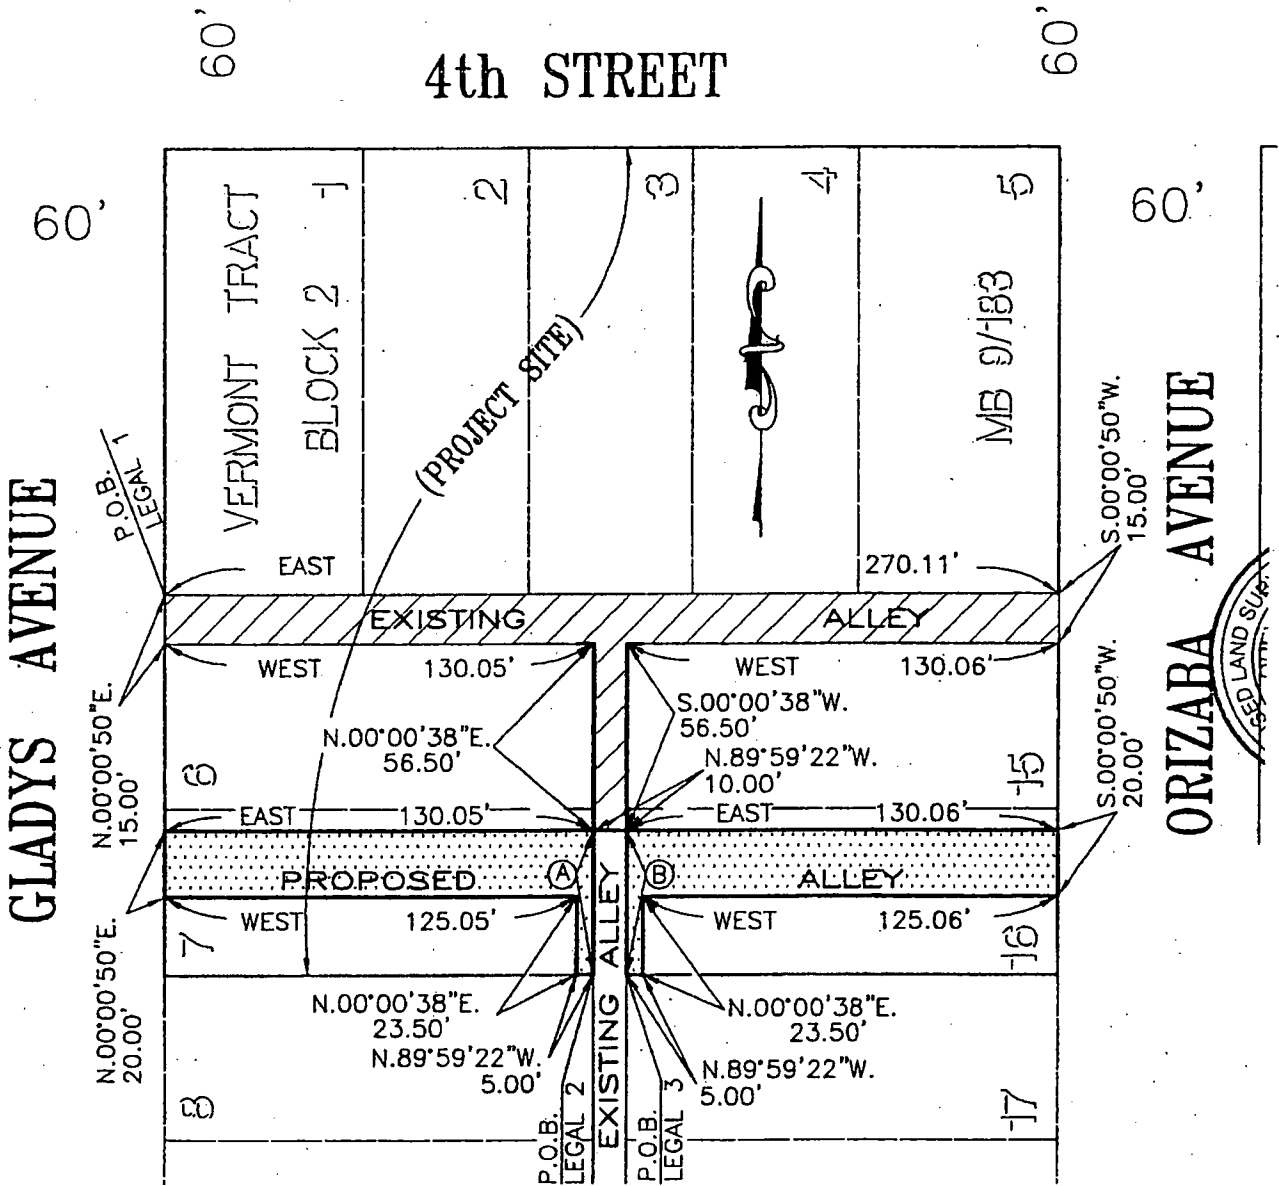 60'
60'
4th STREET
60'
60'
VERMONT TRACT
BLOCK 2
1
2
3
4
5
MB 9/183
(PROJECT SITE)
P.O.B.
LEGAL 1
GLADYS AVENUE
ORIZABA AVENUE
S.00°00'50"W.
15.00'
EAST
270.11'
EXISTING
ALLEY
WEST 130.05'
WEST 130.06'
S.00°00'38"W.
56.50'
N.00°00'38"E.
56.50'
N.89°59'22"W.
10.00'
N.00°00'50"E.
15.00'
S.00°00'50"W.
20.00'
SED LAND SUR
6
15
EAST 130.05'
EAST 130.06'
PROPOSED
A
B
ALLEY
WEST 125.05'
WEST 125.06'
7
16
N.00°00'50"E.
20.00'
N.00°00'38"E.
23.50'
N.00°00'38"E.
23.50'
N.89°59'22"W.
5.00'
N.89°59'22"W.
5.00'
EXISTING ALLEY
8
17
P.O.B.
LEGAL 2
P.O.B.
LEGAL 3